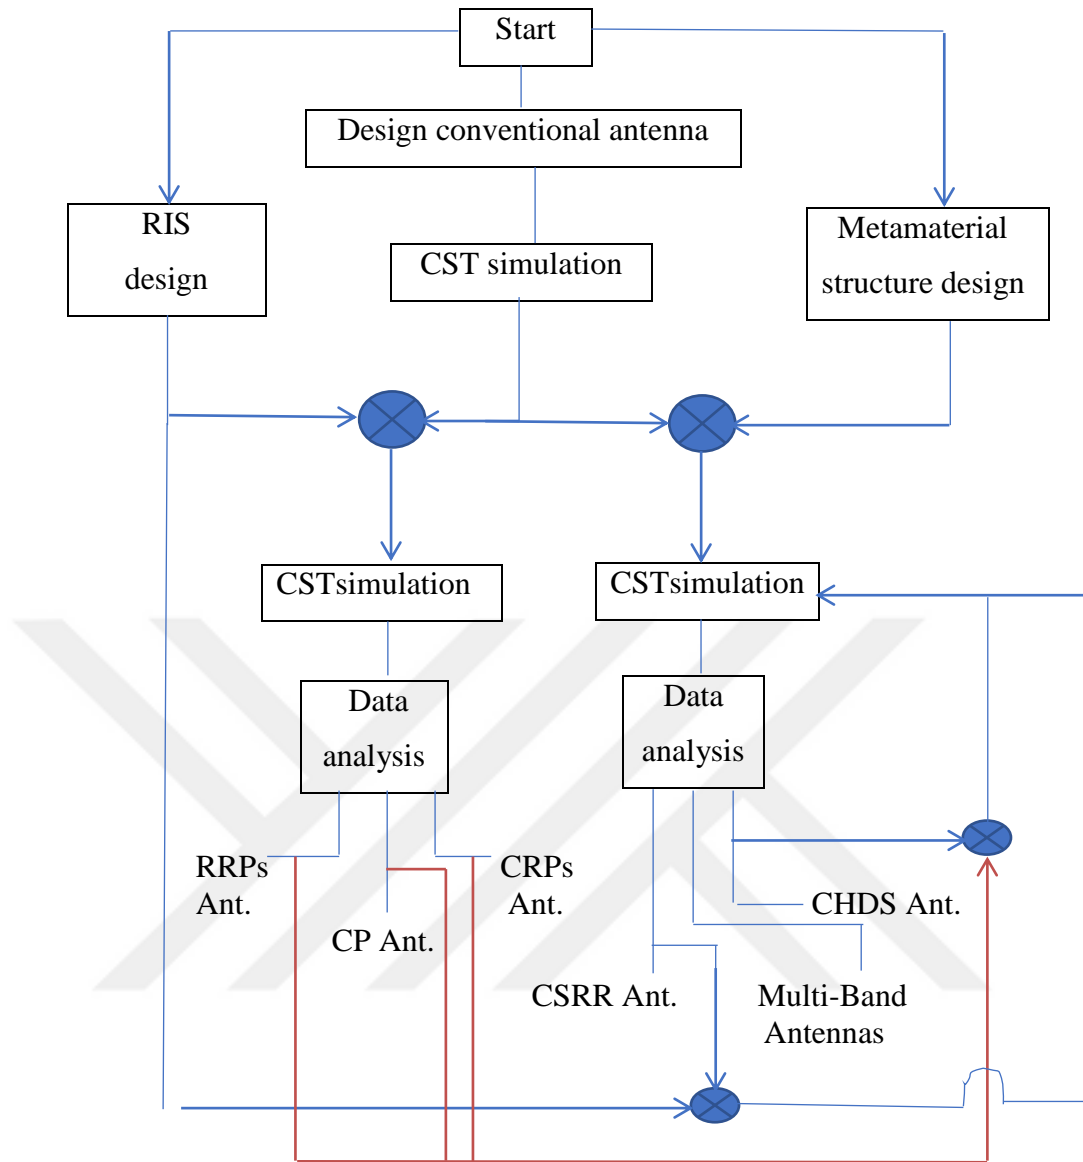 Start
Design conventional antenna
RIS
design
CST simulation
Metamaterial
structure design
CSTsimulation
CSTsimulation
Data
analysis
Data
analysis
RRPs
Ant.
CP Ant.
CRPs
Ant.
CHDS Ant.
CSRR Ant.
Multi-Band
Antennas